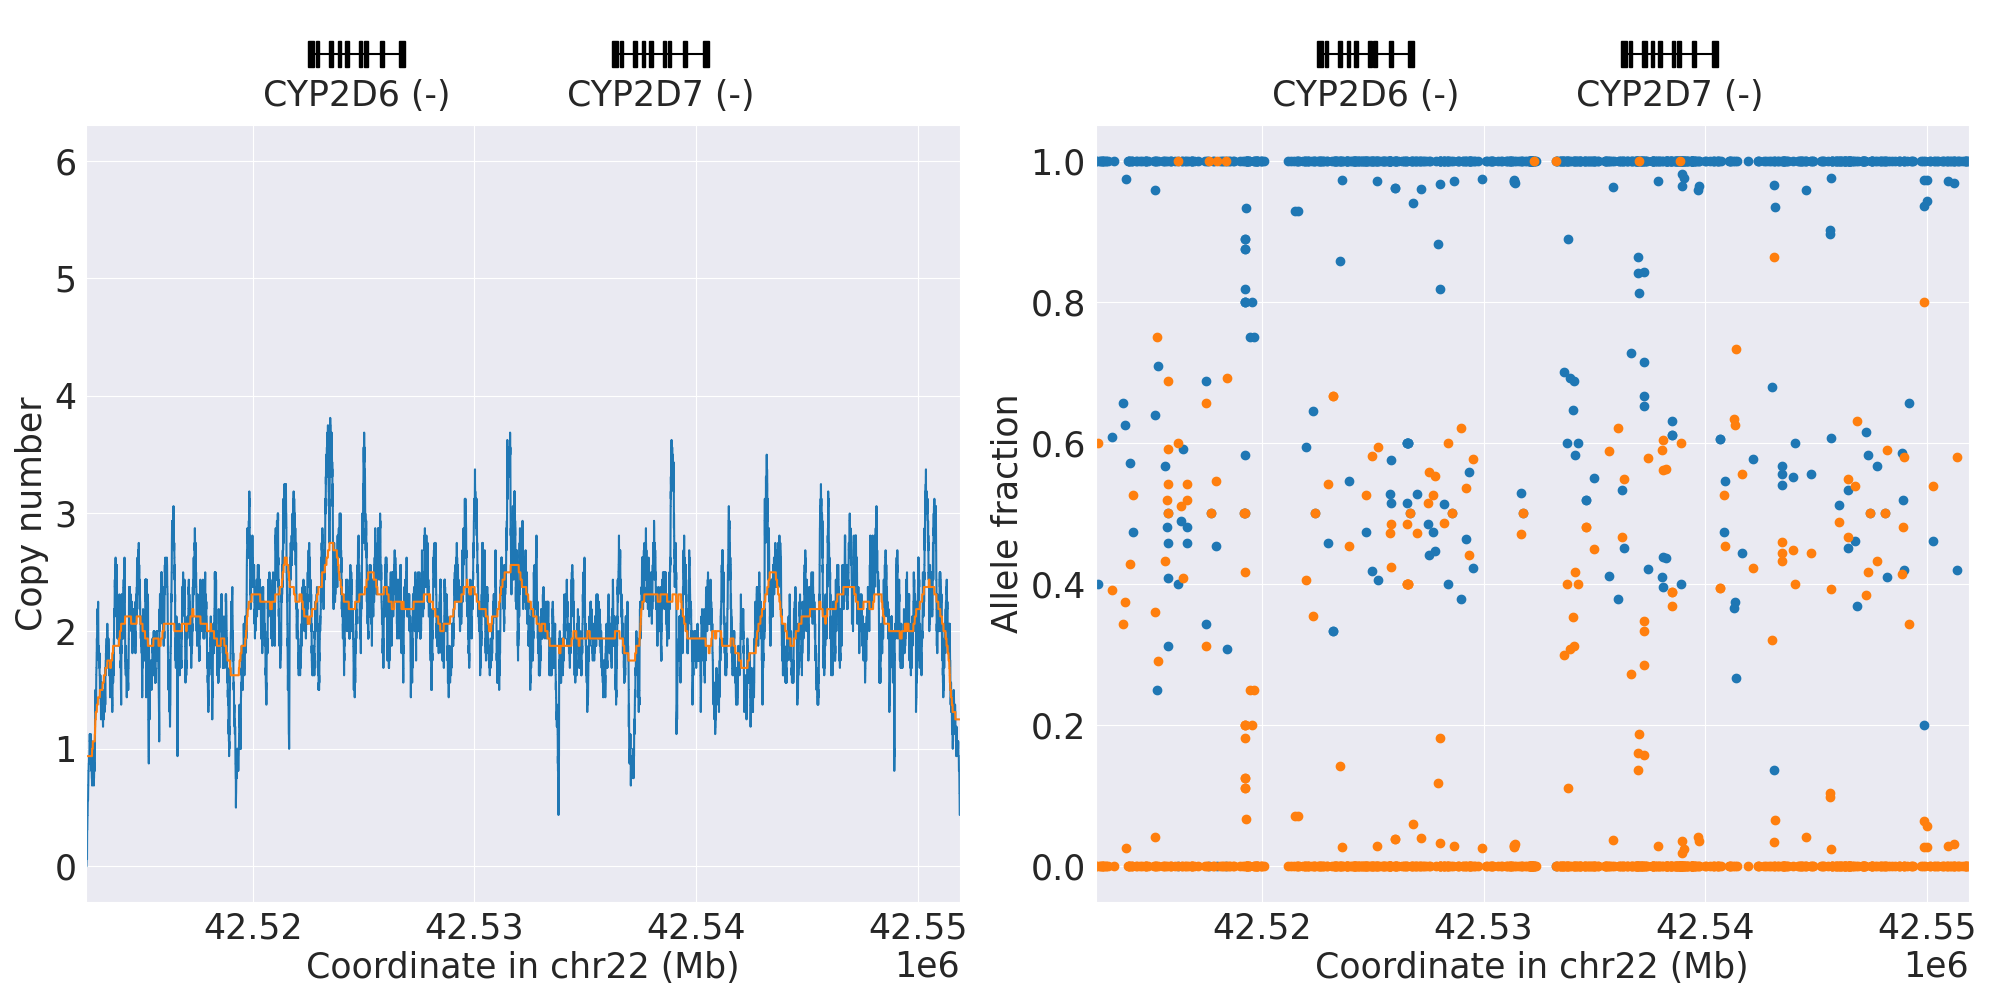 CYP2D6 (-) CYP2D7 (-)
6
5
4
3
2
1
0
Copy number
42.52 42.53 42.54 42.55
Coordinate in chr22 (Mb) 1e6
CYP2D6 (-) CYP2D7 (-)
1.0
0.8
0.6
0.4
0.2
0.0
Allele fraction
42.52 42.53 42.54 42.55
Coordinate in chr22 (Mb) 1e6